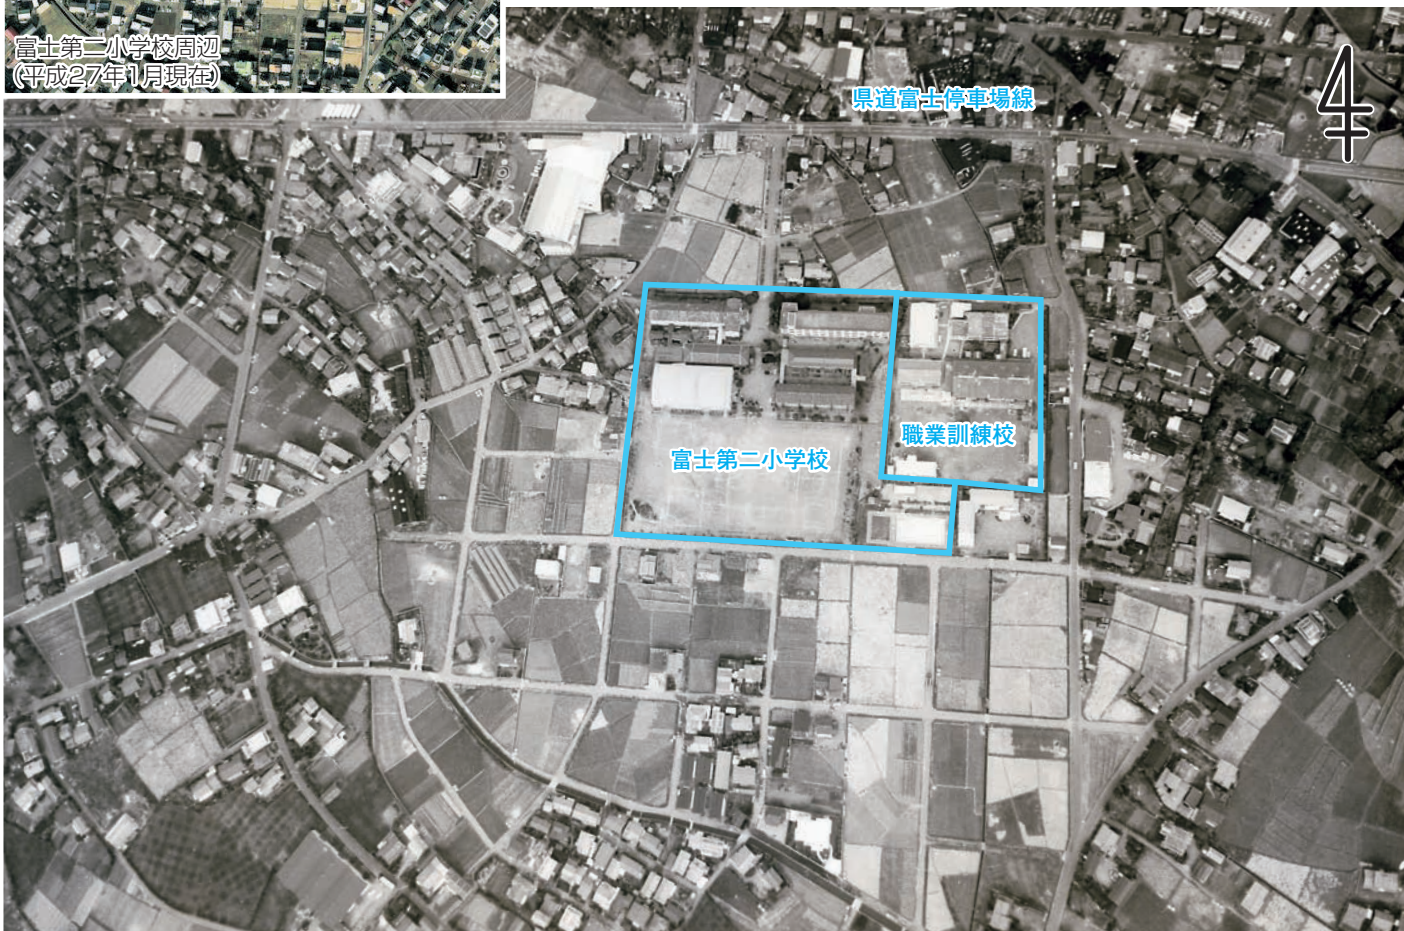 富士第二小学校周辺
(平成27年1月現在)
県道富士停車場線
職業訓練校
富士第二小学校